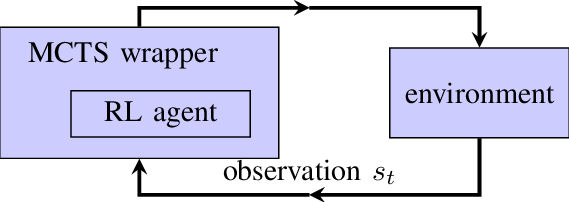 MCTS wrapper
RL agent
environment
observation s_t